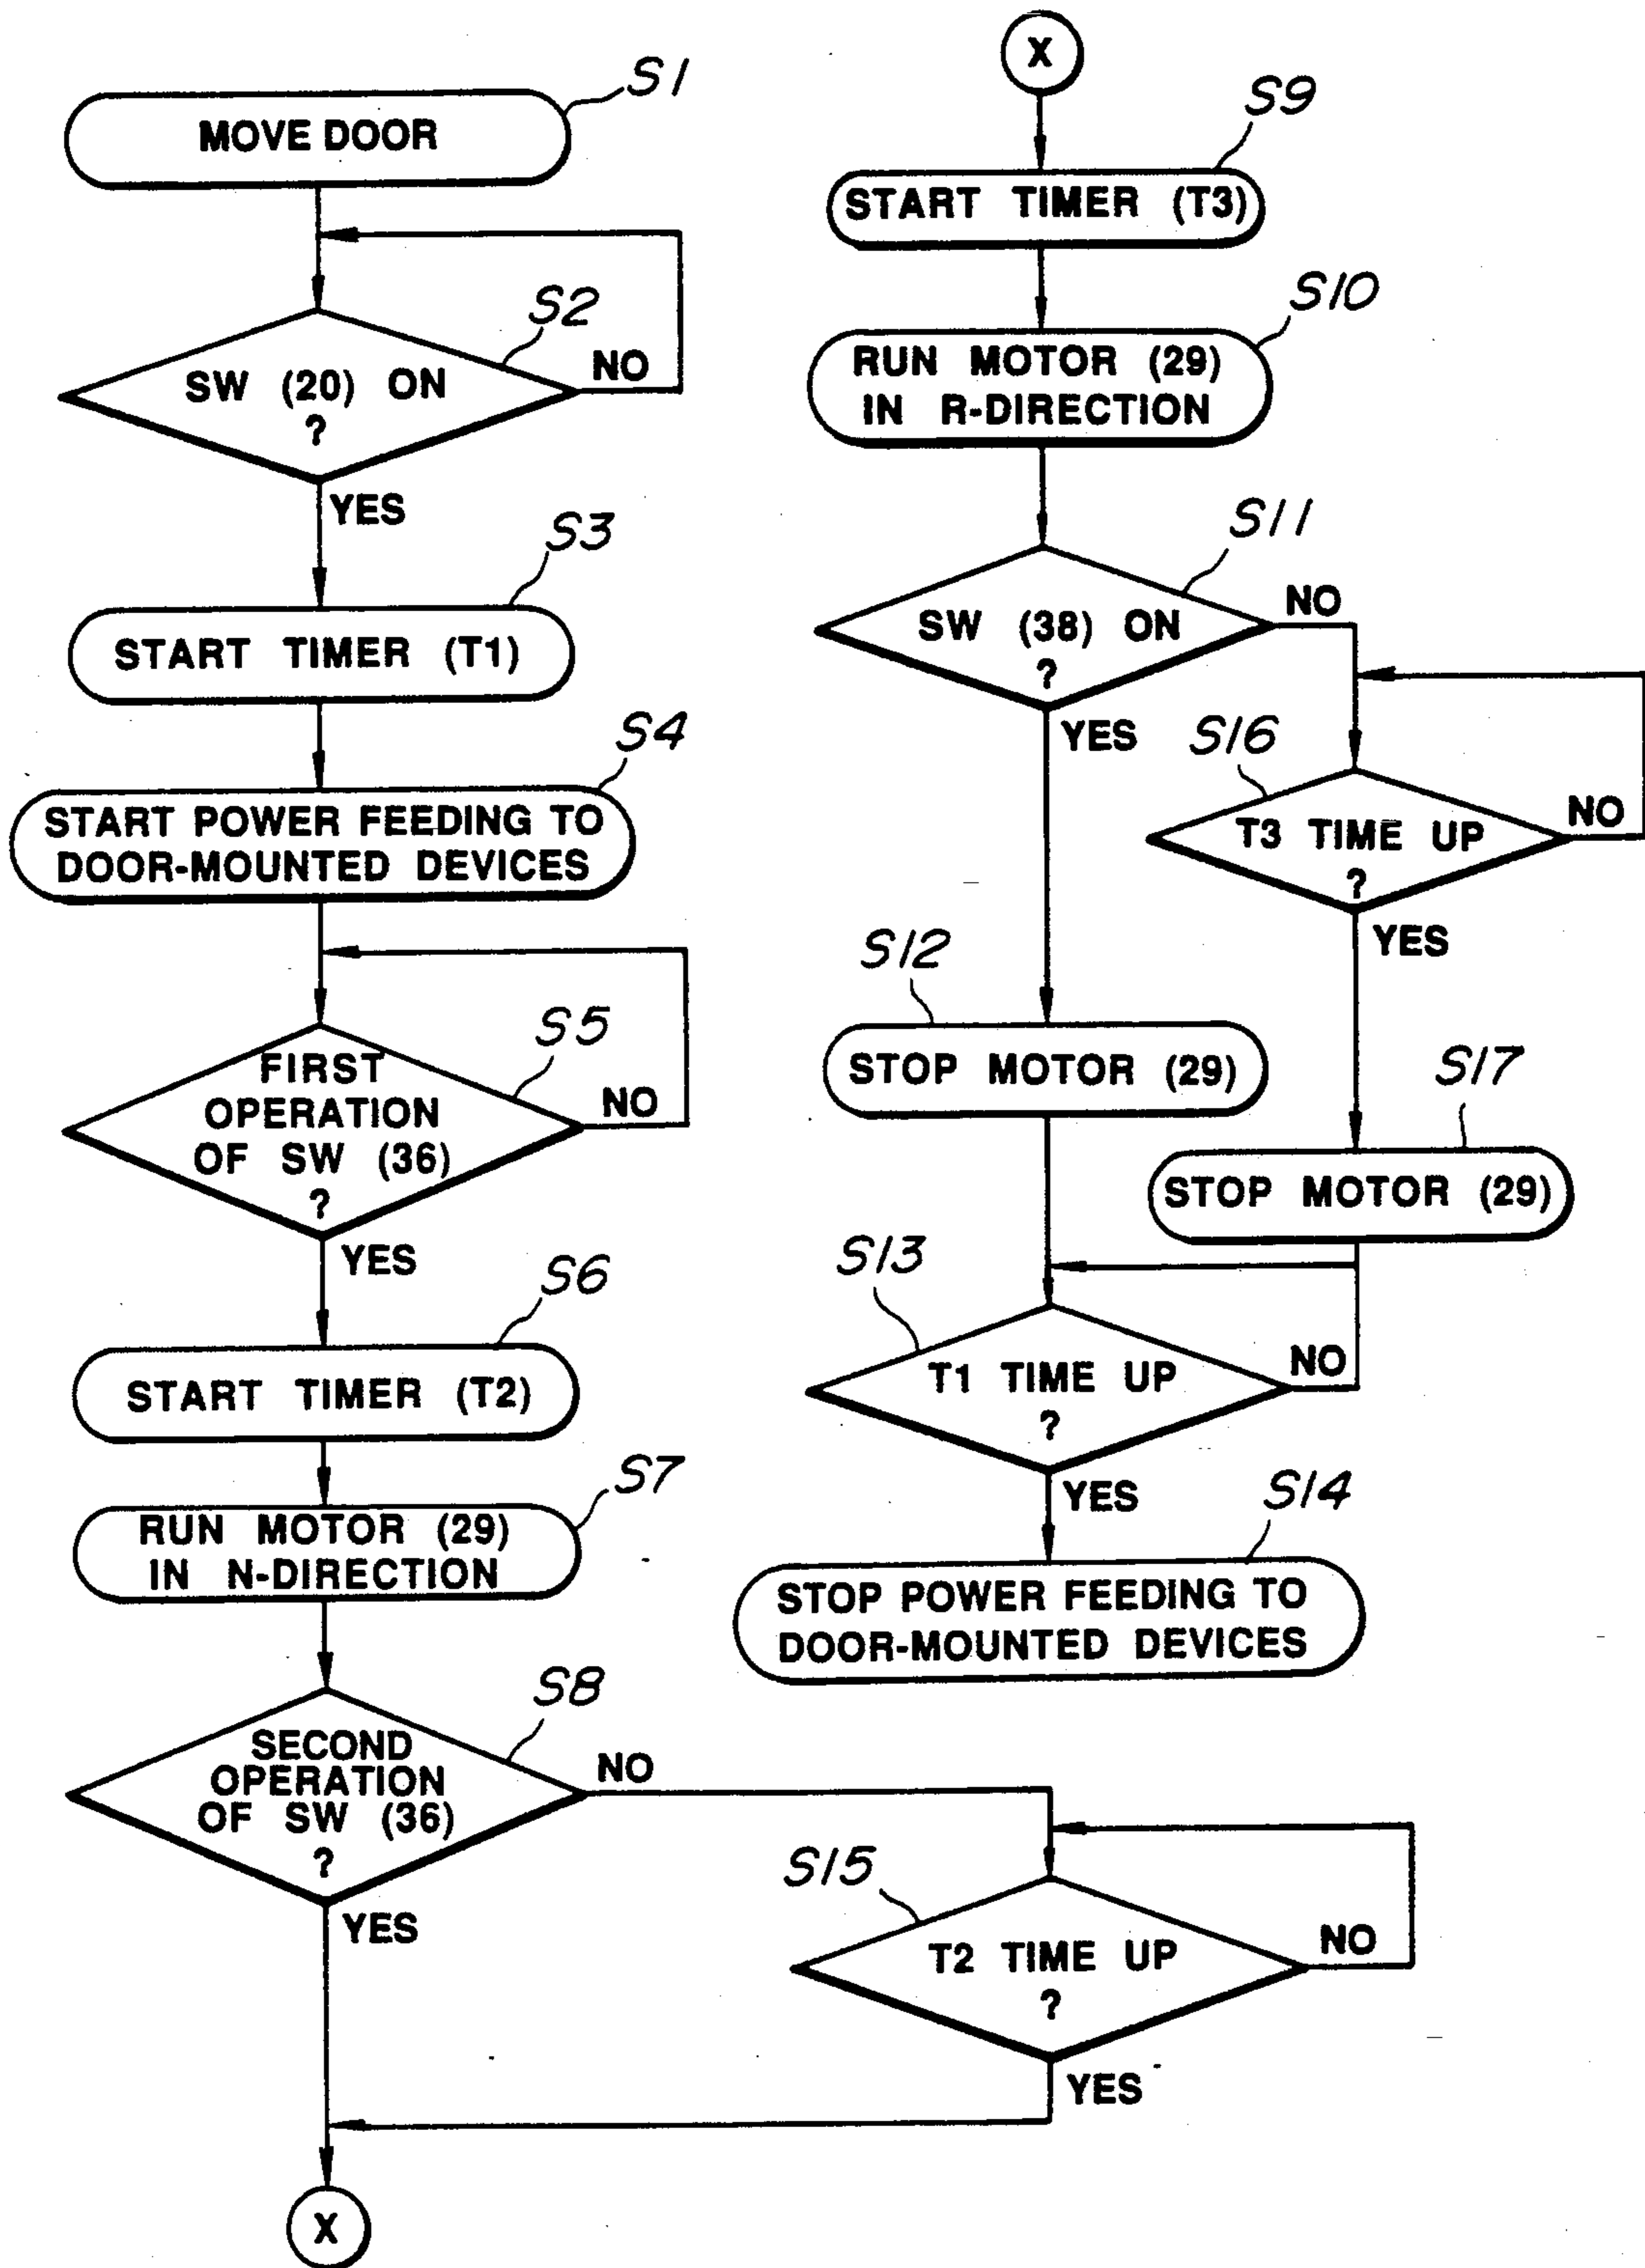 S1
MOVE DOOR
S2
SW (20) ON
?
NO
YES
S3
START TIMER (T1)
S4
START POWER FEEDING TO
DOOR-MOUNTED DEVICES
S5
FIRST
OPERATION
OF SW (36)
?
NO
YES
S6
START TIMER (T2)
S7
RUN MOTOR (29)
IN N-DIRECTION
S8
SECOND
OPERATION
OF SW (36)
?
NO
YES
S15
T2 TIME UP
?
NO
YES
X
X
S9
START TIMER (T3)
S10
RUN MOTOR (29)
IN R-DIRECTION
S11
SW (38) ON
?
NO
YES
S16
T3 TIME UP
?
NO
YES
S12
STOP MOTOR (29)
S17
STOP MOTOR (29)
S13
T1 TIME UP
?
NO
YES
S14
STOP POWER FEEDING TO
DOOR-MOUNTED DEVICES